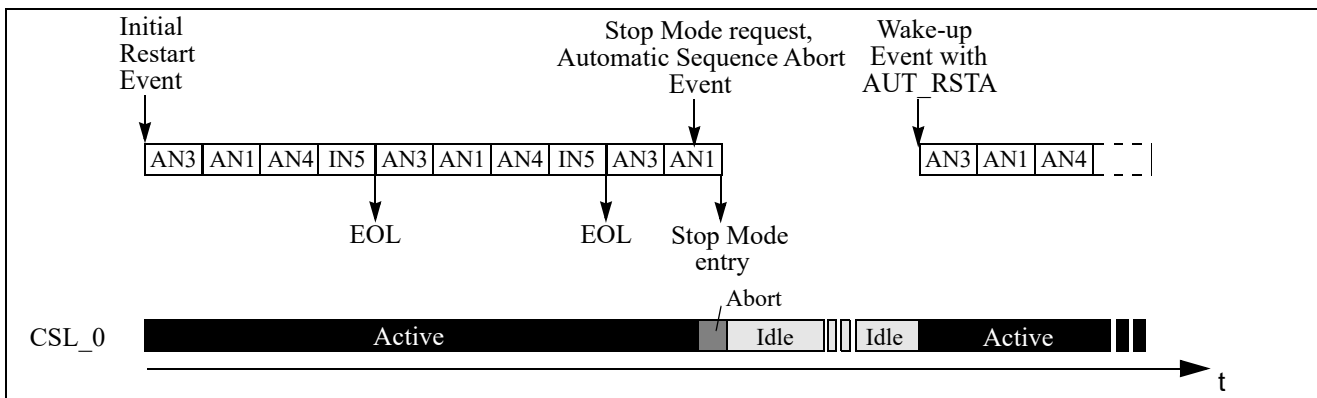 Initial
Restart
Event
Stop Mode request,
Automatic Sequence Abort
Event
Wake-up
Event with
AUT_RSTA
AN3 AN1 AN4 IN5 AN3 AN1 AN4 IN5 AN3 AN1
AN3 AN1 AN4
EOL
EOL
Stop Mode
entry
Abort
CSL_0
Active
Idle
Idle
Active
t